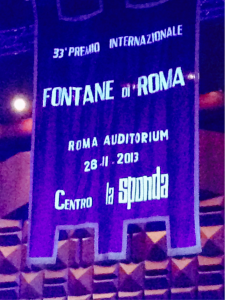 33° PREMIO INTERNAZIONALE
FONTANE di ROMA
ROMA AUDITORIUM
28.11.2013
CENTRO la sponda